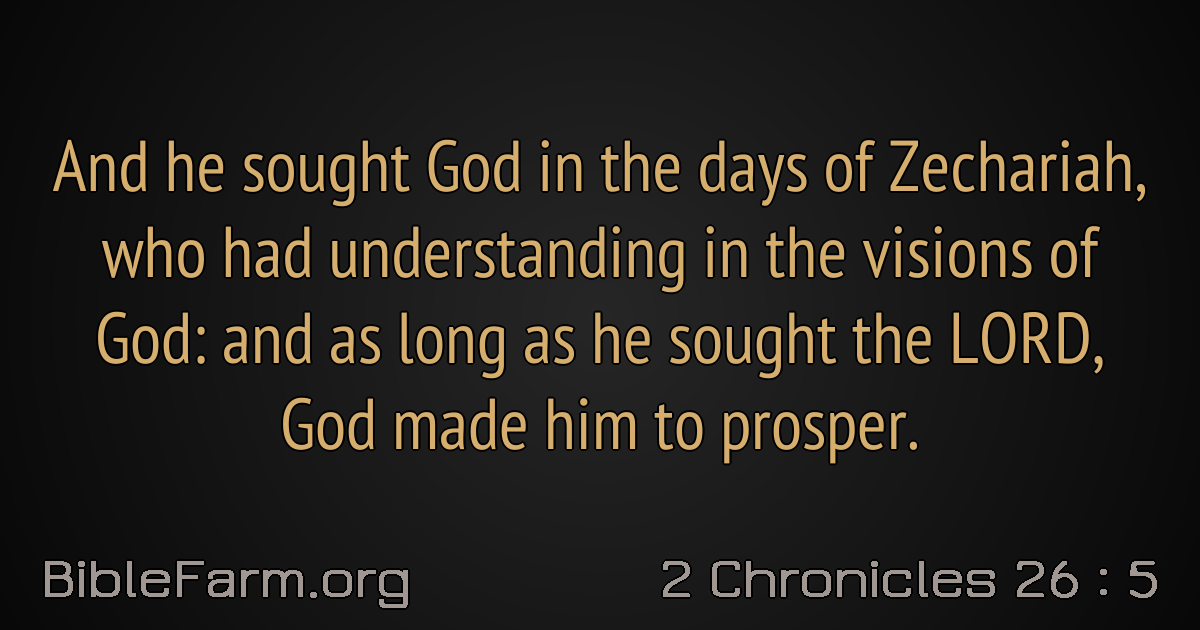 And he sought God in the days of Zechariah,
who had understanding in the visions of
God: and as long as he sought the LORD,
God made him to prosper.
BibleFarm.org
2 Chronicles 26 : 5